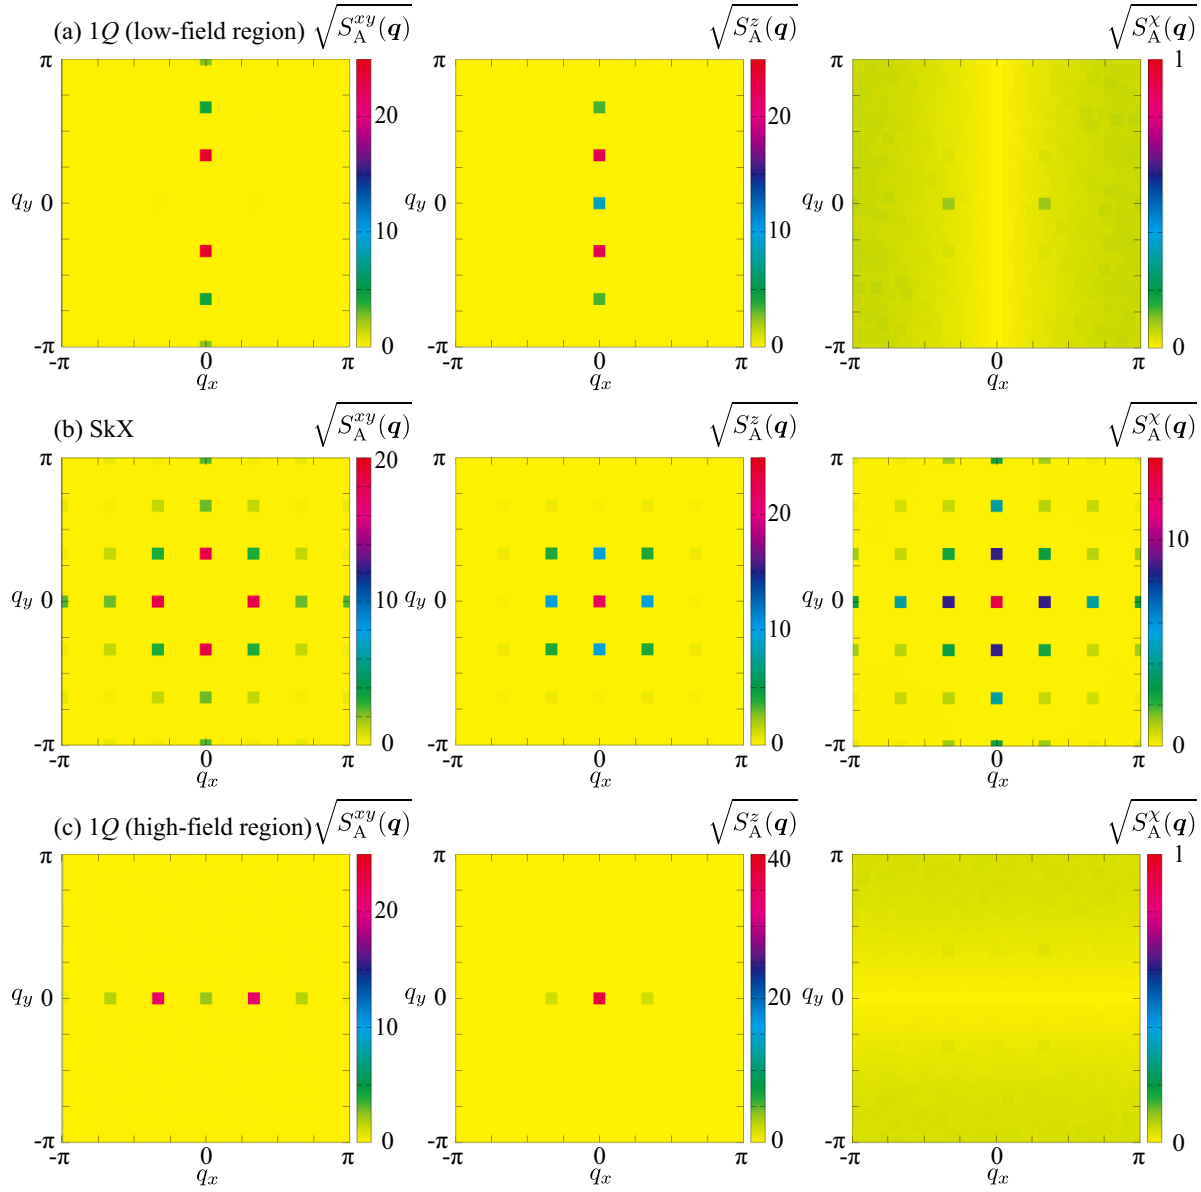 (a) 1Q (low-field region) √S_A^{xy}(q) √S_A^z(q) √S_A^χ(q)
π 20 10 0 20 10 0 π 1 0
q_y 0 q_y 0 q_y 0
-π -π -π
-π 0 π -π 0 π -π 0 π
q_x q_x q_x
(b) SkX √S_A^{xy}(q) √S_A^z(q) √S_A^χ(q)
π 20 10 0 π 20 10 0 π 10 0
q_y 0 q_y 0 q_y 0
-π -π -π
-π 0 π -π 0 π -π 0 π
q_x q_x q_x
(c) 1Q (high-field region) √S_A^{xy}(q) √S_A^z(q) √S_A^χ(q)
π 20 10 0 π 40 20 0 π 1 0
q_y 0 q_y 0 q_y 0
-π -π -π
-π 0 π -π 0 π -π 0 π
q_x q_x q_x